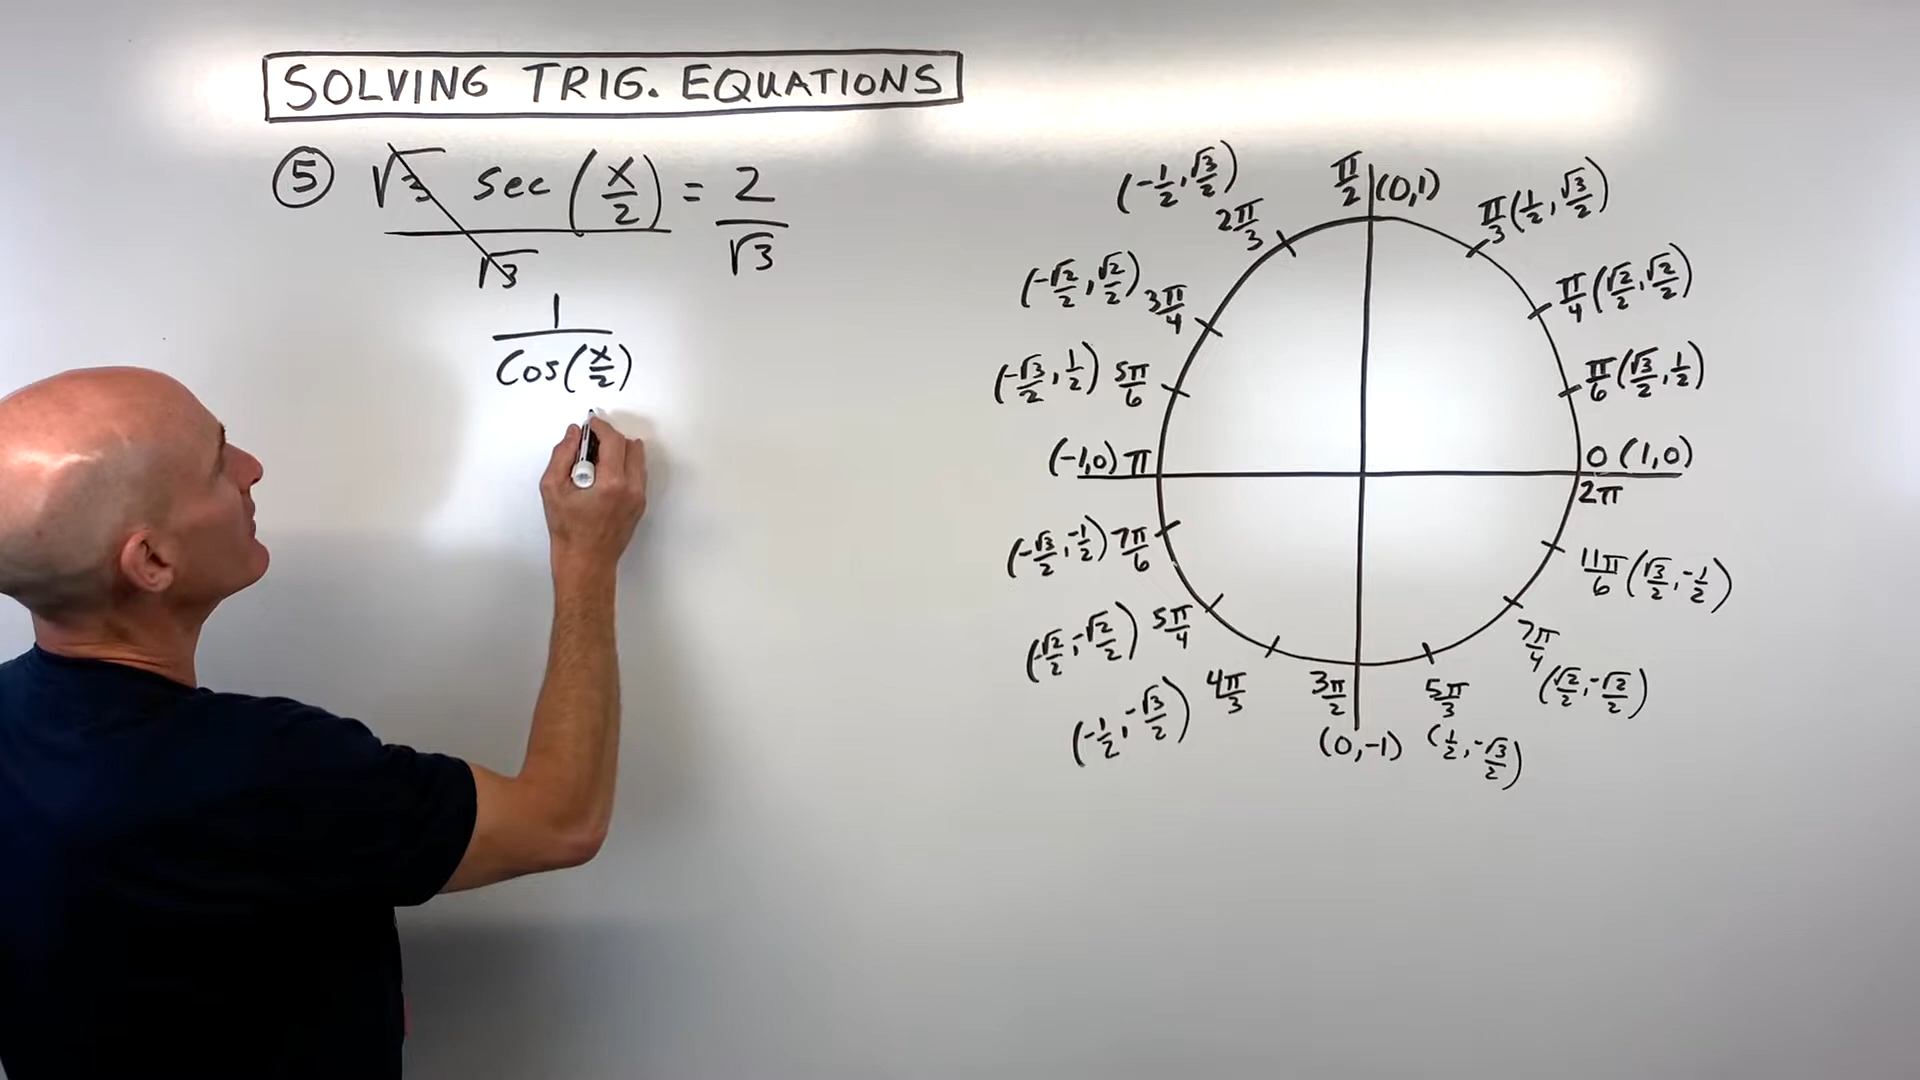 SOLVING TRIG. EQUATIONS
⑤ √3 sec(x/2) / √3 = 2/√3
1/Cos(x/2)
π/2 (0,1)
(-1/2, √3/2) 2π/3
π/3 (1/2, √3/2)
(-√2/2, √2/2) 3π/4
π/4 (√2/2, √2/2)
(-√3/2, 1/2) 5π/6
π/6 (√3/2, 1/2)
(-1,0) π
0 (1,0)
2π
(-√3/2, -1/2) 7π/6
11π/6 (√3/2, -1/2)
(-√2/2, -√2/2) 5π/4
7π/4
(√2/2, -√2/2)
(-1/2, -√3/2) 4π/3
3π/2
(0,-1)
5π/3
(1/2, -√3/2)